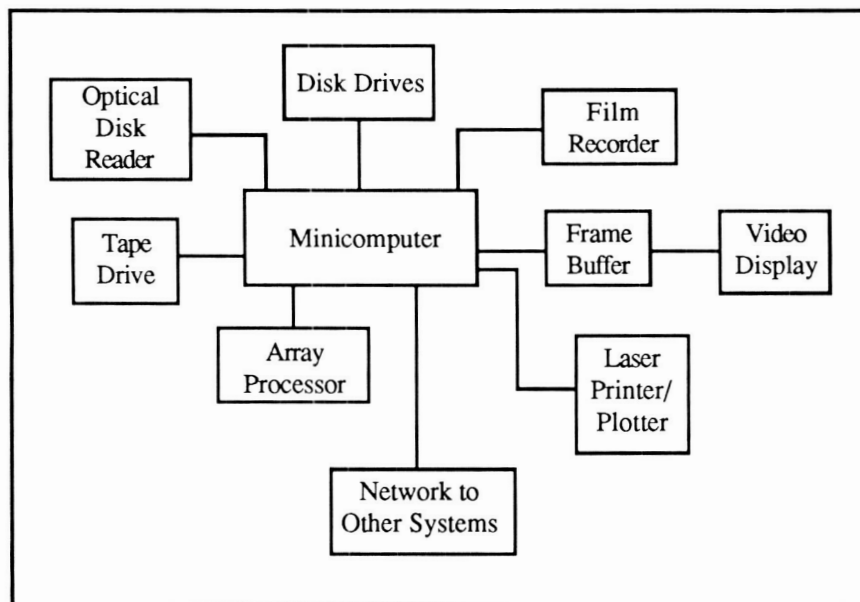 Disk Drives
Optical
Disk
Reader
Film
Recorder
Minicomputer
Tape
Drive
Frame
Buffer
Video
Display
Array
Processor
Laser
Printer/
Plotter
Network to
Other Systems